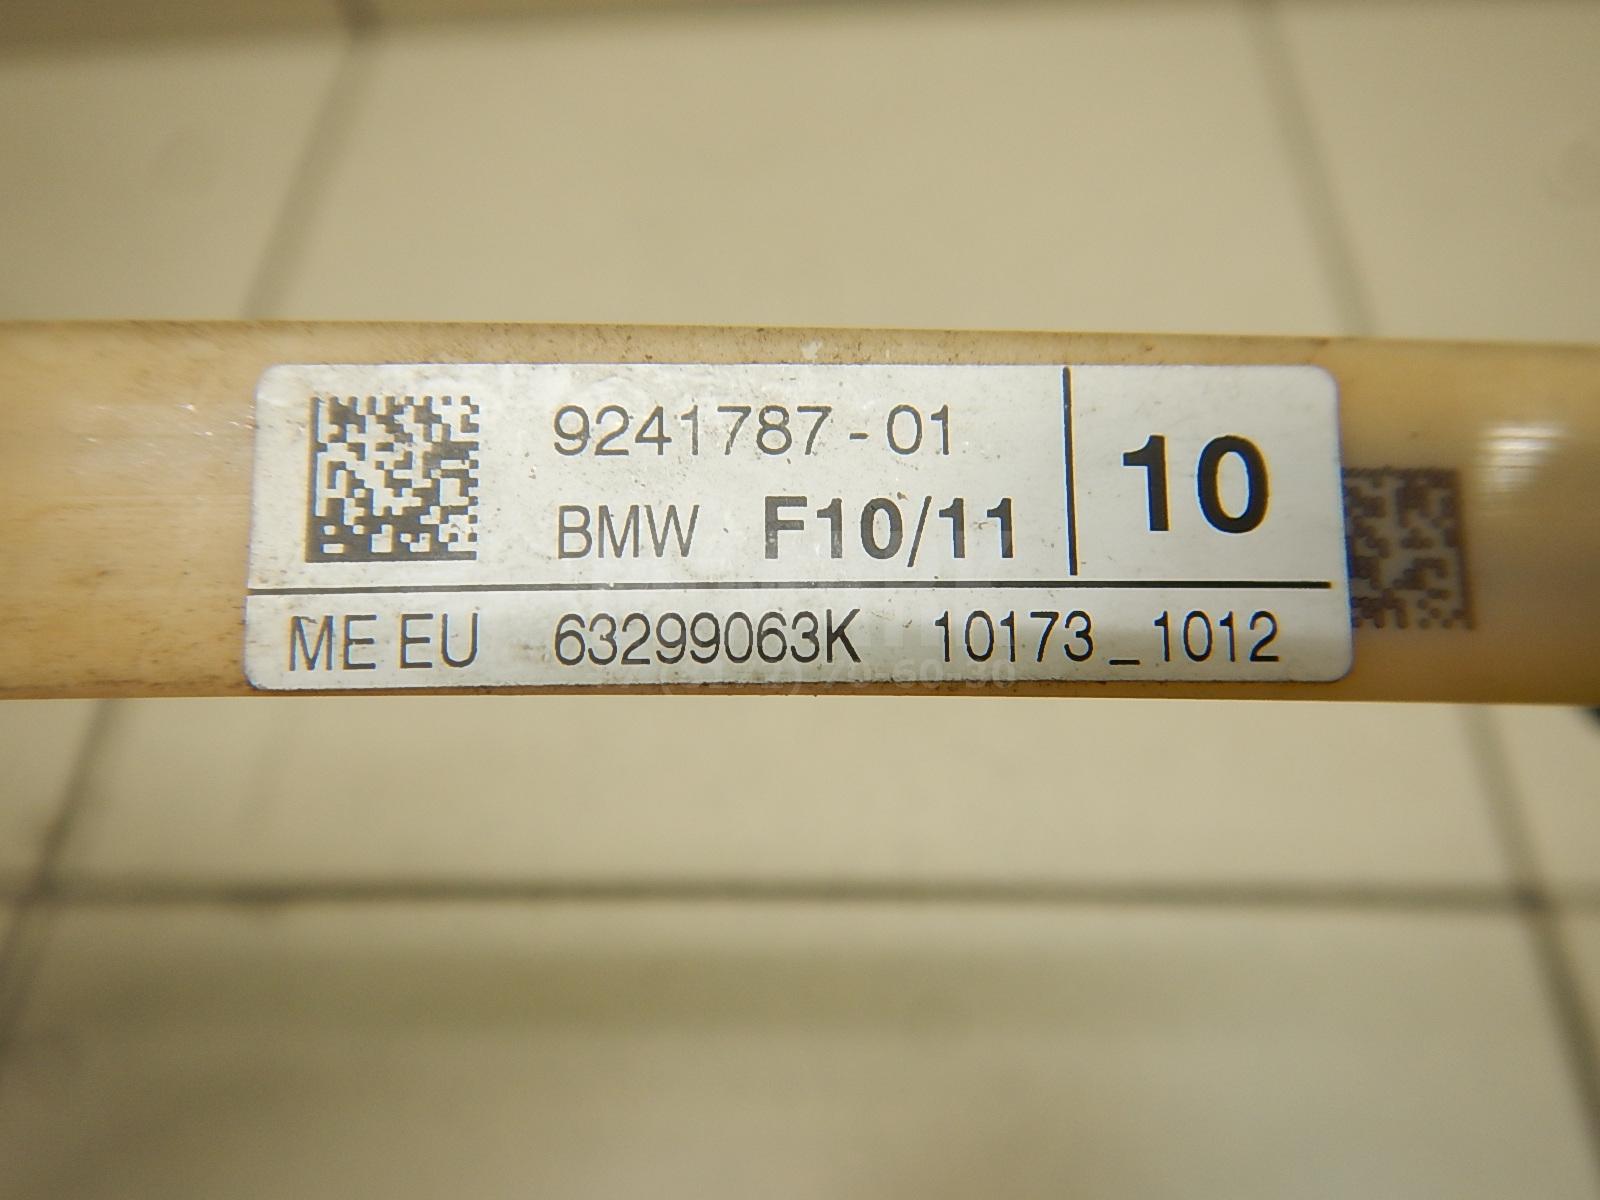 9241787 - 01
BMW F10/11
10
ME EU 63299063K 10173_1012